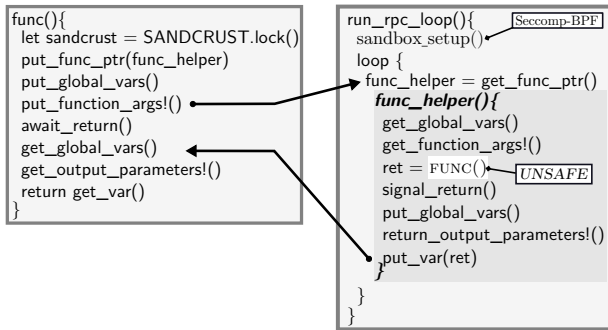 func(){
let sandcrust = SANDCRUST.lock()
put_func_ptr(func_helper)
put_global_vars()
put_function_args!()
await_return()
get_global_vars()
get_output_parameters!()
return get_var()
}
run_rpc_loop(){
Seccomp-BPF
sandbox_setup()
loop {
func_helper = get_func_ptr()
func_helper(){
get_global_vars()
get_function_args!()
ret = FUNC()
UNSAFE
signal_return()
put_global_vars()
return_output_parameters!()
put_var(ret)
}
}
}